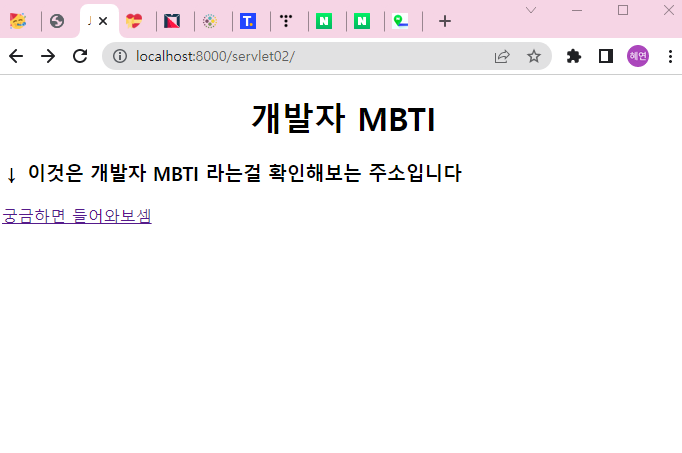 localhost:8000/servlet02/
혜연
개발자 MBTI
↓ 이것은 개발자 MBTI 라는걸 확인해보는 주소입니다
궁금하면 들어와보셈